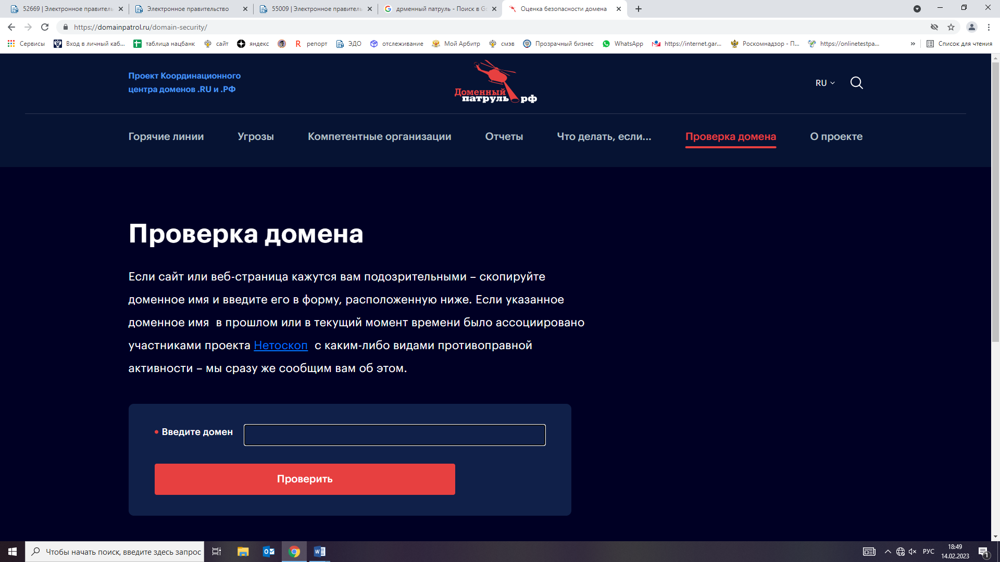 52669 | Электронное правитель
Электронное правительство
55009 | Электронное правитель
дрменный патруль - Поиск в Go
Оценка безопасности домена
https://domainpatrol.ru/domain-security/
Сервисы
Вход в личный каб...
таблица нацбанк
сайт
яндекс
репорт
ЭДО
отслеживание
Мой Арбитр
смэв
Прозрачный бизнес
WhatsApp
https://internet.gar...
Роскомнадзор - П...
https://onlinetestpa...
»
Список для чтения
Проект Координационного
центра доменов .RU и .РФ
Доменный
патруль рф
RU
Горячие линии
Угрозы
Компетентные организации
Отчеты
Что делать, если...
Проверка домена
О проекте
Проверка домена
Если сайт или веб-страница кажутся вам подозрительными – скопируйте
доменное имя и введите его в форму, расположенную ниже. Если указанное
доменное имя в прошлом или в текущий момент времени было ассоциировано
участниками проекта Нетоскоп с каким-либо видами противоправной
активности – мы сразу же сообщим вам об этом.
Введите домен
Проверить
Чтобы начать поиск, введите здесь запрос
РУС
18:49
14.02.2023
1